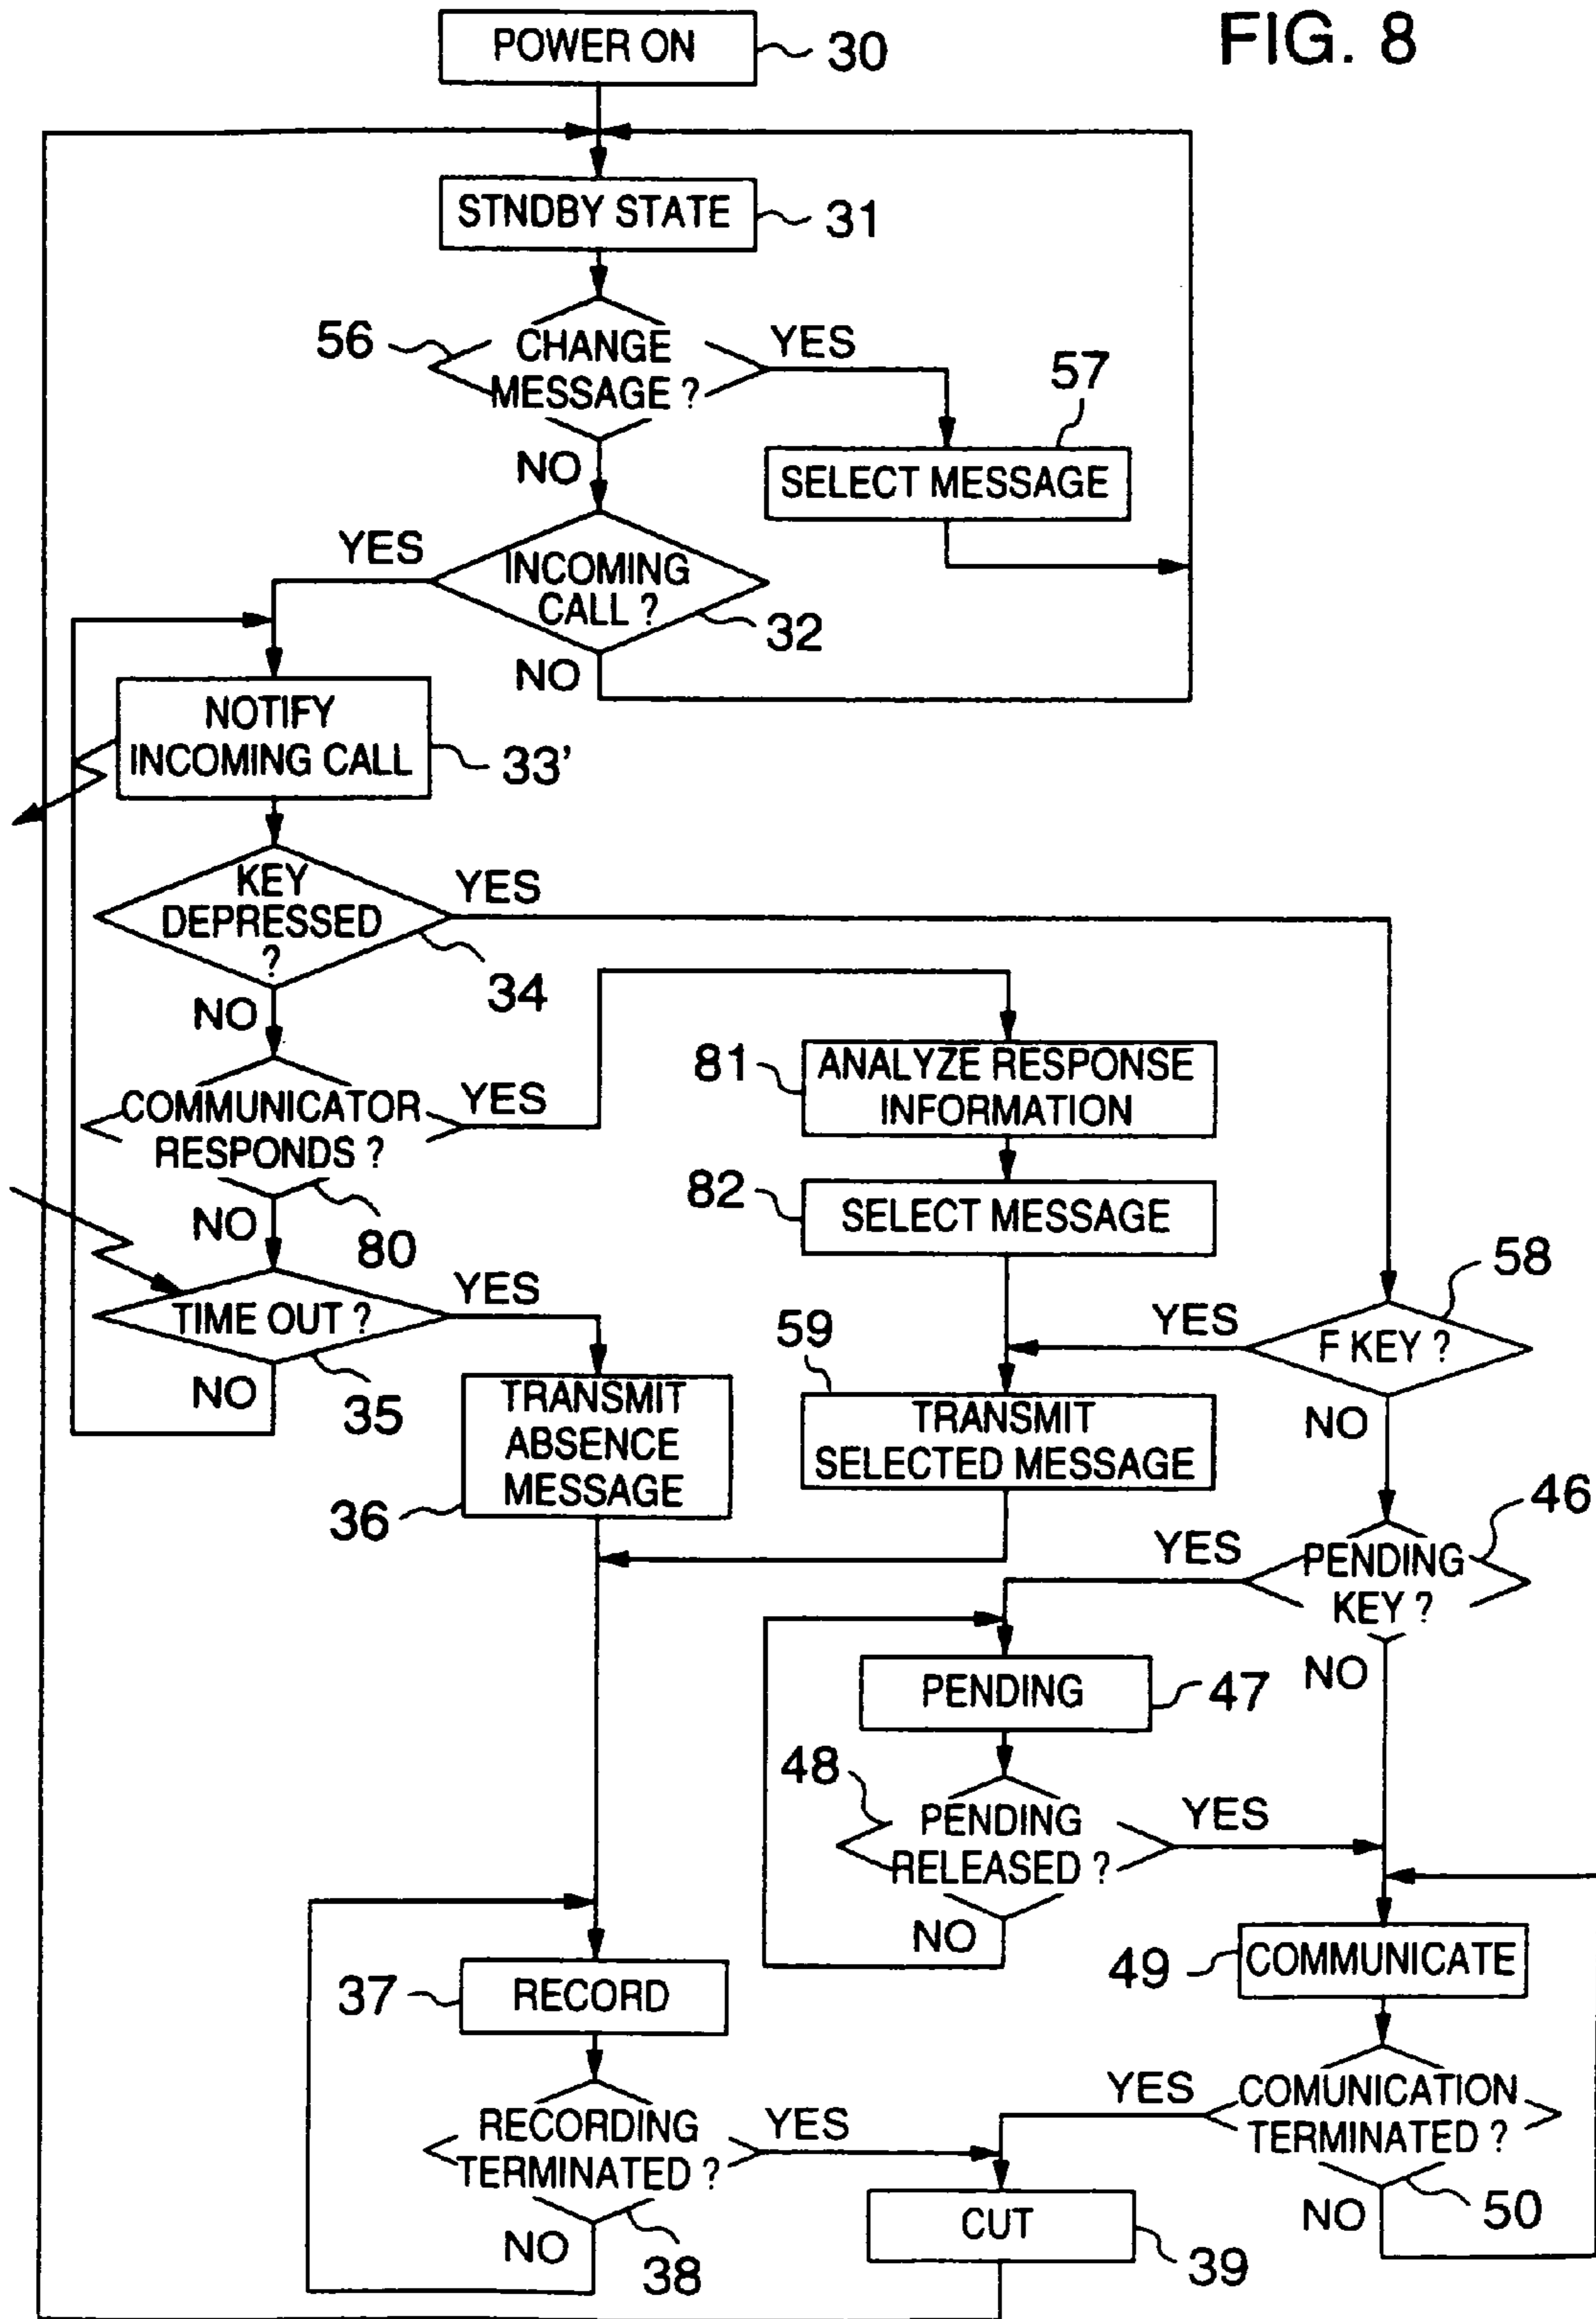 FIG. 8
POWER ON
30
STNDBY STATE
31
56
CHANGE
MESSAGE ?
YES
57
NO
SELECT MESSAGE
YES
INCOMING
CALL ?
32
NO
NOTIFY
INCOMING CALL
33'
KEY
DEPRESSED
?
YES
34
NO
COMMUNICATOR
RESPONDS ?
YES
81
ANALYZE RESPONSE
INFORMATION
82
SELECT MESSAGE
NO
80
TIME OUT ?
YES
35
NO
58
F KEY ?
YES
NO
59
TRANSMIT
SELECTED MESSAGE
TRANSMIT
ABSENCE
MESSAGE
36
46
YES
PENDING
KEY ?
NO
PENDING
47
48
PENDING
RELEASED ?
YES
NO
49
COMMUNICATE
37
RECORD
YES
COMUNICATION
TERMINATED ?
50
NO
RECORDING
TERMINATED ?
YES
NO
38
CUT
39